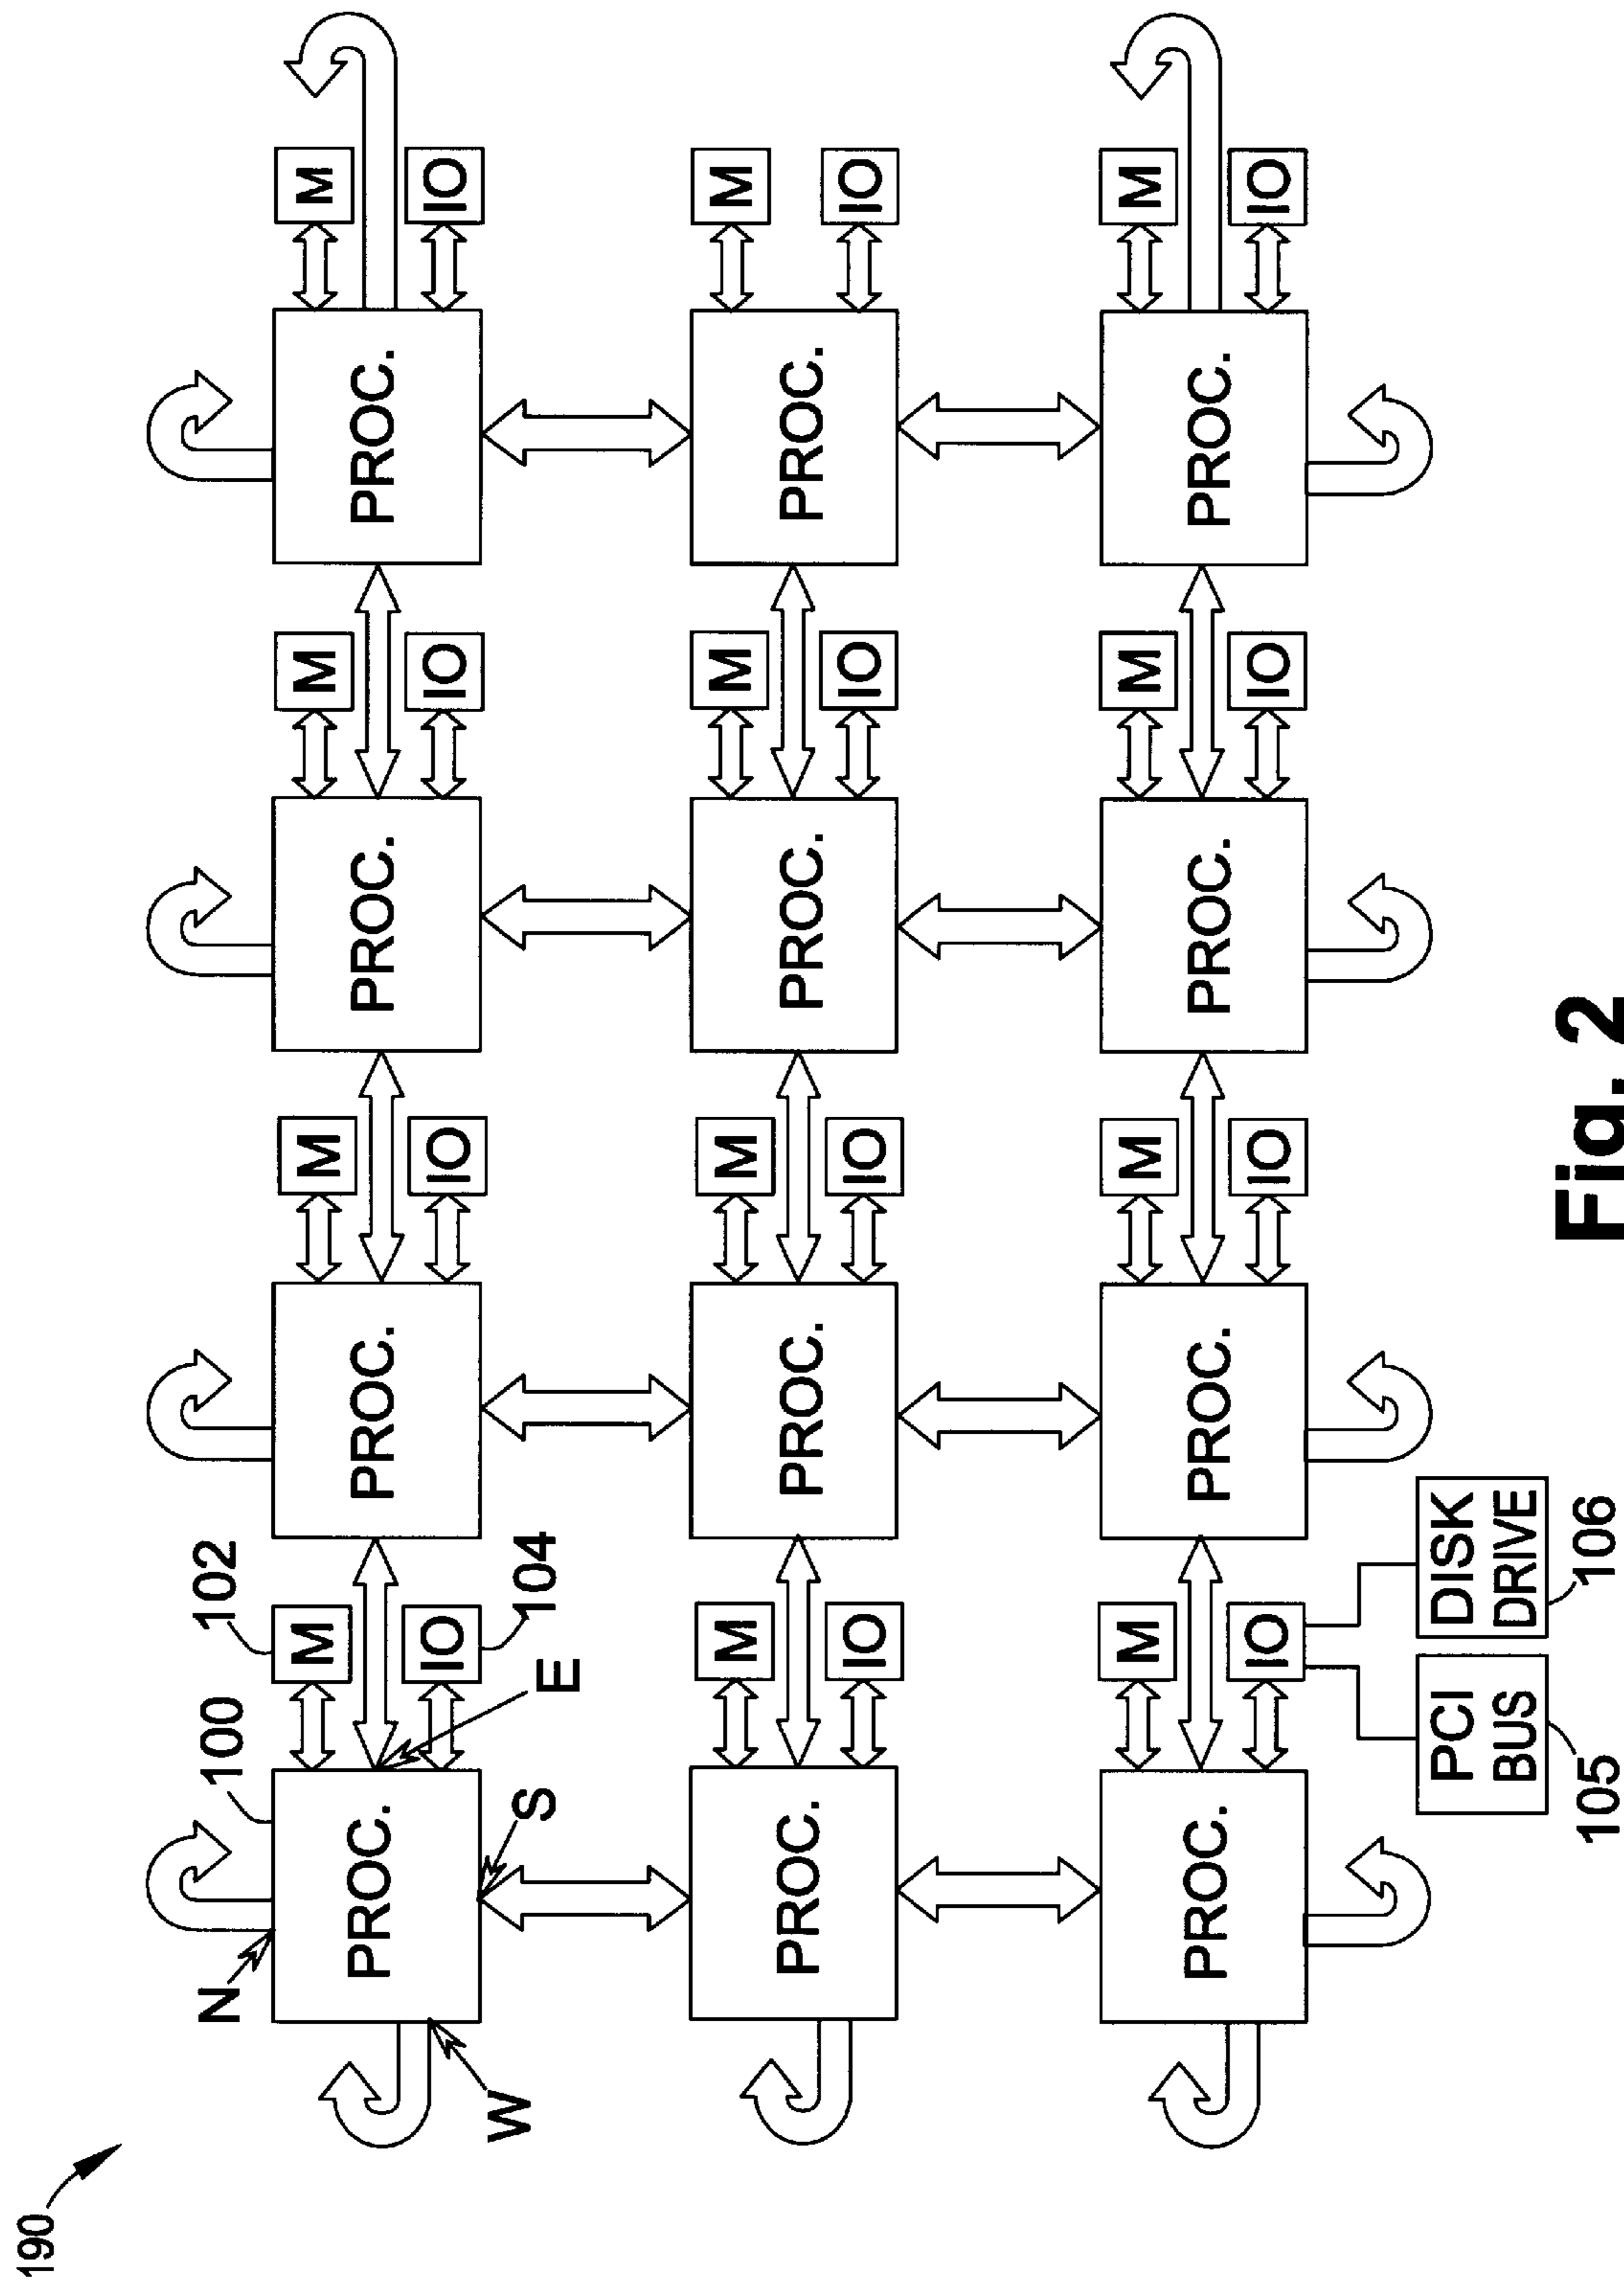 190
N
100
102
M
M
M
M
PROC.
PROC.
PROC.
PROC.
IO
IO
IO
IO
W
S
E
104
M
M
M
M
PROC.
PROC.
PROC.
PROC.
IO
IO
IO
IO
M
M
M
M
PROC.
PROC.
PROC.
PROC.
IO
IO
IO
IO
PCI
BUS
DISK
DRIVE
105
106
Fig. 2